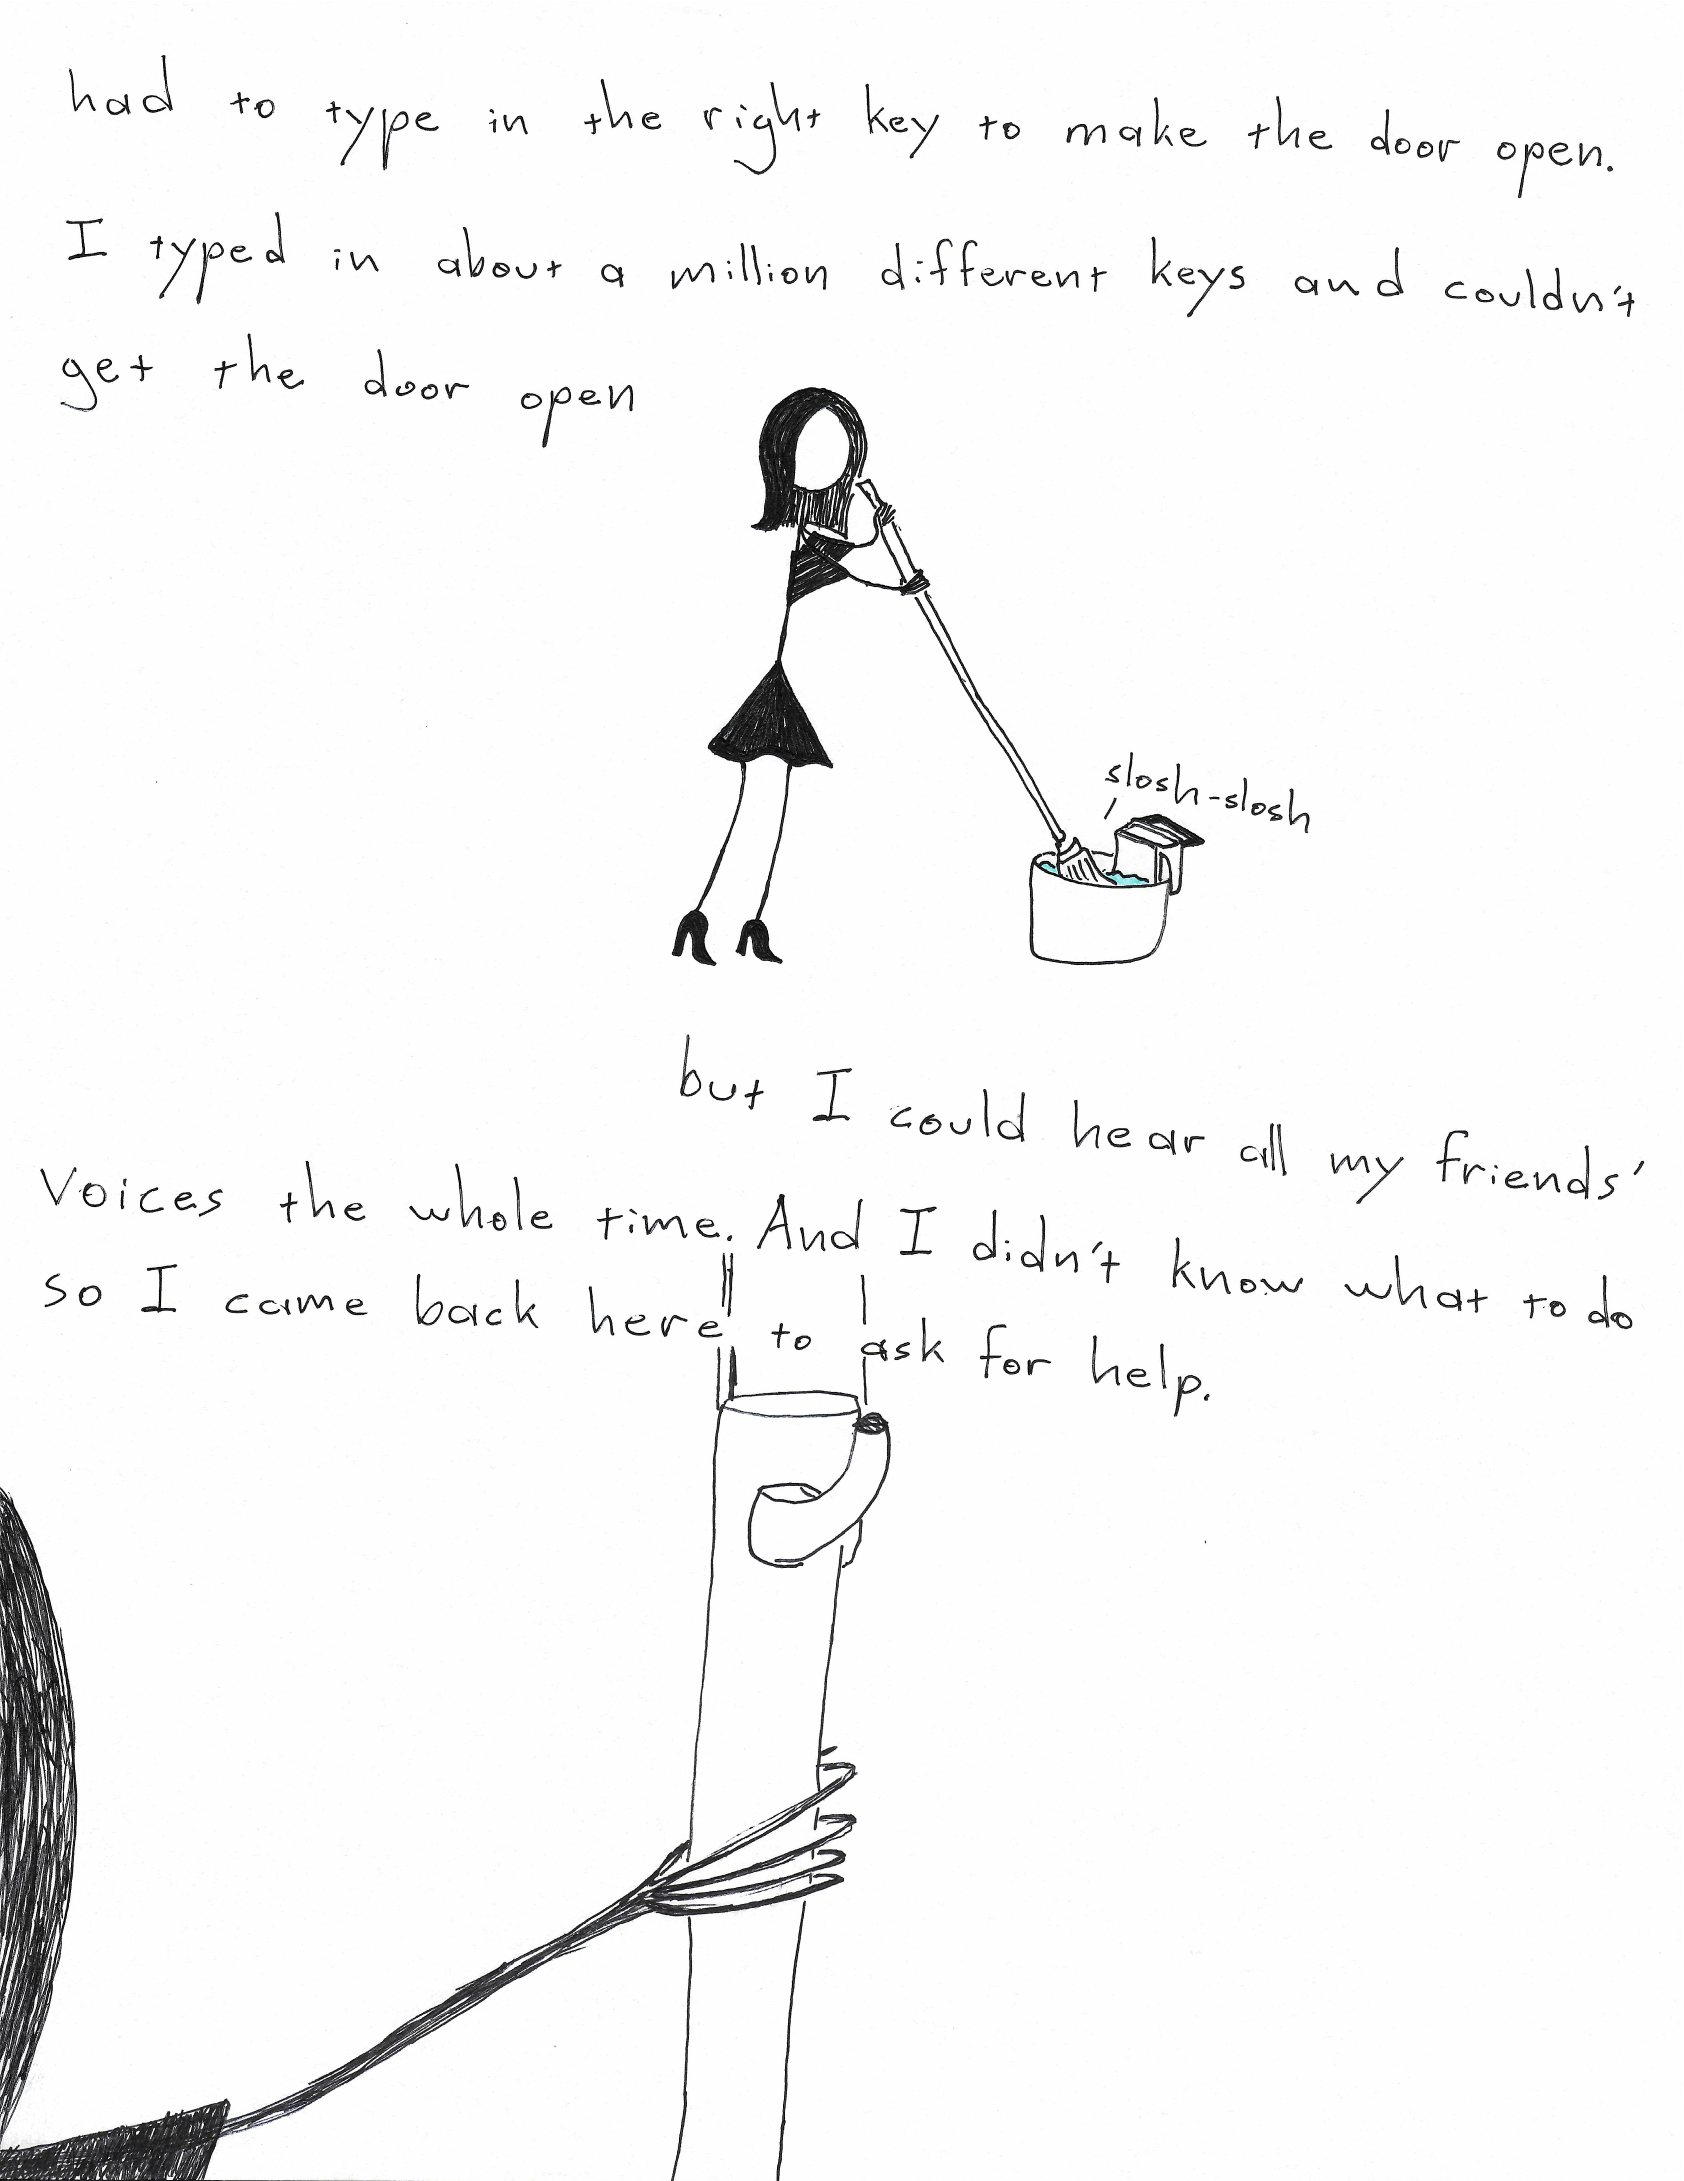 had to type in the right key to make the door open.
I typed in about a million different keys and couldn't
get the door open
slosh-slosh
but I could hear all my friends'
voices the whole time. And I didn't know what to do
so I came back here to ask for help.